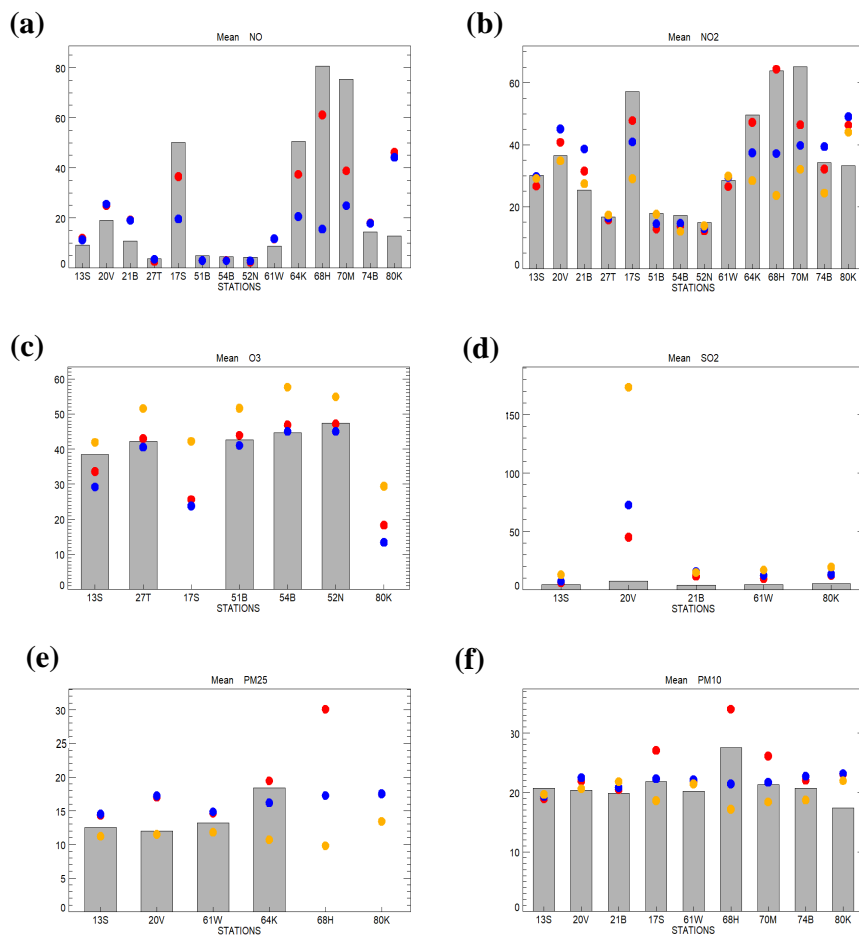 (a)
Mean NO
80
60
40
20
0
13S 20V 21B 27T 17S 51B 54B 52N 61W 64K 68H 70M 74B 80K
STATIONS
(b)
Mean NO2
60
40
20
0
13S 20V 21B 27T 17S 51B 54B 52N 61W 64K 68H 70M 74B 80K
STATIONS
(c)
Mean O3
60
50
40
30
20
10
0
13S 27T 17S 51B 54B 52N 80K
STATIONS
(d)
Mean SO2
150
100
50
0
13S 20V 21B 61W 80K
STATIONS
(e)
Mean PM25
30
25
20
15
10
5
0
13S 20V 61W 64K 68H 80K
STATIONS
(f)
Mean PM10
30
20
10
0
13S 20V 21B 17S 61W 68H 70M 74B 80K
STATIONS